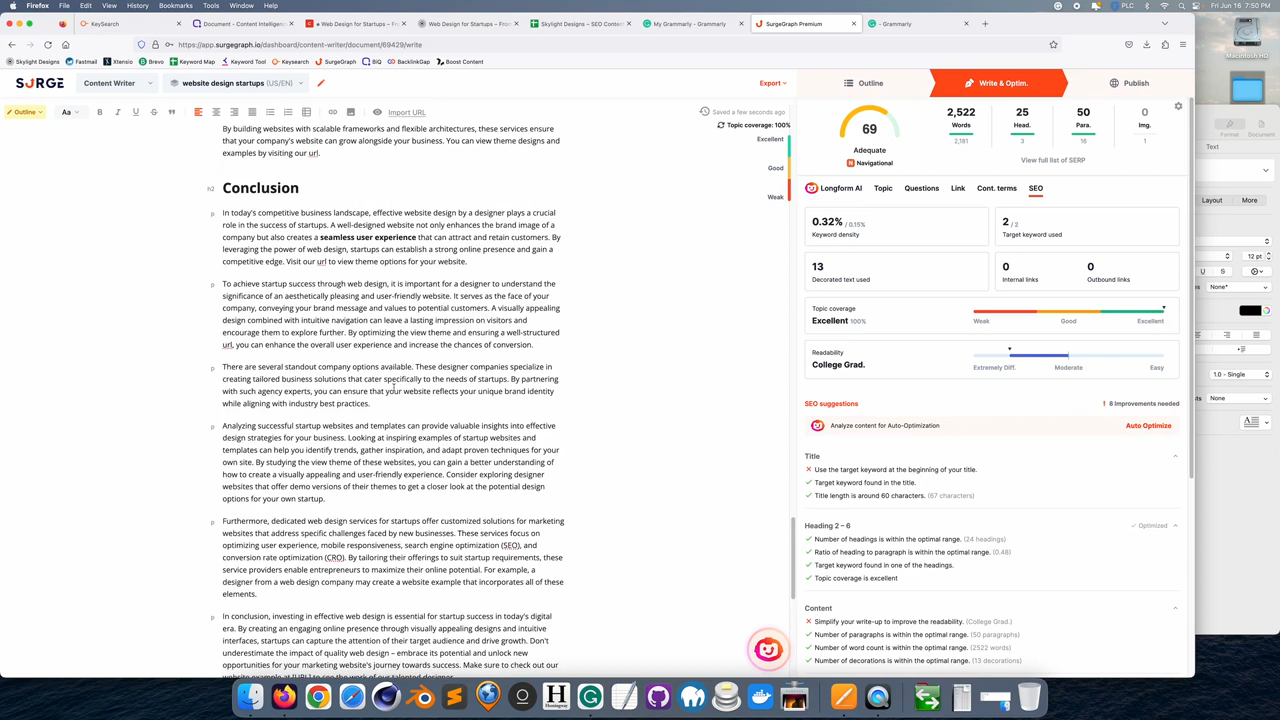 Firefox File Edit View History Bookmarks Tools Window Help PLC Fri Jun 16 7:50 PM
KeySearch Document - Content Intelligenc Web Design for Startups – Fr Web Design for Startups – Fro Skylight Designs – SEO Conten My Grammarly - Grammarly SurgeGraph Premium - Grammarly
https://app.surgegraph.io/dashboard/content-writer/document/69429/write
Skylight Designs Fastmail Xtensio Brevo Keyword Map Keyword Tool Keysearch SurgeGraph BiQ BacklinkGap Boost Content
Macintosh HD
SURGE Content Writer website design startups (US/EN) Export Outline Write & Optim. Publish
Outline Aa B I U S Import URL Saved a few seconds ago
Topic coverage: 100%
Excellent
Good
Weak
By building websites with scalable frameworks and flexible architectures, these services ensure
that your company's website can grow alongside your business. You can view theme designs and
examples by visiting our url.
h2 Conclusion
p In today's competitive business landscape, effective website design by a designer plays a crucial
role in the success of startups. A well-designed website not only enhances the brand image of a
company but also creates a seamless user experience that can attract and retain customers. By
leveraging the power of web design, startups can establish a strong online presence and gain a
competitive edge. Visit our url to view theme options for your website.
p To achieve startup success through web design, it is important for a designer to understand the
significance of an aesthetically pleasing and user-friendly website. It serves as the face of your
company, conveying your brand message and values to potential customers. A visually appealing
design combined with intuitive navigation can leave a lasting impression on visitors and
encourage them to explore further. By optimizing the view theme and ensuring a well-structured
url, you can enhance the overall user experience and increase the chances of conversion.
p There are several standout company options available. These designer companies specialize in
creating tailored business solutions that cater specifically to the needs of startups. By partnering
with such agency experts, you can ensure that your website reflects your unique brand identity
while aligning with industry best practices.
p Analyzing successful startup websites and templates can provide valuable insights into effective
design strategies for your business. Looking at inspiring examples of startup websites and
templates can help you identify trends, gather inspiration, and adapt proven techniques for your
own site. By studying the view theme of these websites, you can gain a better understanding of
how to create a visually appealing and user-friendly experience. Consider exploring designer
websites that offer demo versions of their themes to get a closer look at the potential design
options for your own startup.
p Furthermore, dedicated web design services for startups offer customized solutions for marketing
websites that address specific challenges faced by new businesses. These services focus on
optimizing user experience, mobile responsiveness, search engine optimization (SEO), and
conversion rate optimization (CRO). By tailoring their offerings to suit startup requirements, these
service providers enable entrepreneurs to maximize their online potential. For example, a
designer from a web design company may create a website example that incorporates all of these
elements.
p In conclusion, investing in effective web design is essential for startup success in today's digital
era. By creating an engaging online presence through visually appealing designs and intuitive
interfaces, startups can capture the attention of their target audience and drive growth. Don't
underestimate the impact of quality web design – embrace its potential and unlock new
opportunities for your marketing website's journey towards success. Make sure to check out our
69
Adequate
N Navigational
2,522 25 50 0
Words Head. Para. Img.
2,181 3 16 1
View full list of SERP
Longform AI Topic Questions Link Cont. terms SEO
0.32% / 0.15%
Keyword density
2 / 2
Target keyword used
13
Decorated text used
0 0
Internal links Outbound links
Topic coverage
Excellent 100%
Weak Good Excellent
Readability
College Grad.
Extremely Diff. Moderate Easy
SEO suggestions ! 8 Improvements needed
Analyze content for Auto-Optimization Auto Optimize
Title
Use the target keyword at the beginning of your title.
Target keyword found in the title.
Title length is around 60 characters. (67 characters)
Heading 2 – 6 Optimized
Number of headings is within the optimal range. (24 headings)
Ratio of heading to paragraph is within the optimal range. (0.48)
Target keyword found in one of the headings.
Topic coverage is excellent
Content
Simplify your write-up to improve the readability. (College Grad.)
Number of paragraphs is within the optimal range. (50 paragraphs)
Number of word count is within the optimal range. (2522 words)
Number of decorations is within the optimal range. (13 decorations)
Format Document
Text
Layout More
12 pt
U S
None*
1.0 - Single
None